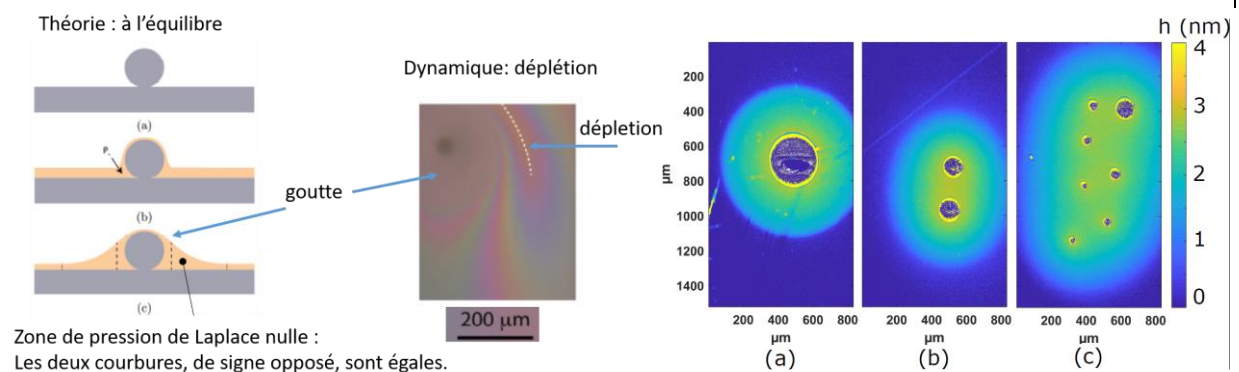 Théorie : à l'équilibre
(a)
(b)
(c)
goutte
Zone de pression de Laplace nulle :
Les deux courbures, de signe opposé, sont égales.
Dynamique: déplétion
dépletion
200 µm
h (nm)
4
3
2
1
0
200
400
600
800
1000
1200
1400
µm
200 400 600 800
µm
(a)
200 400 600 800
µm
(b)
200 400 600 800
µm
(c)